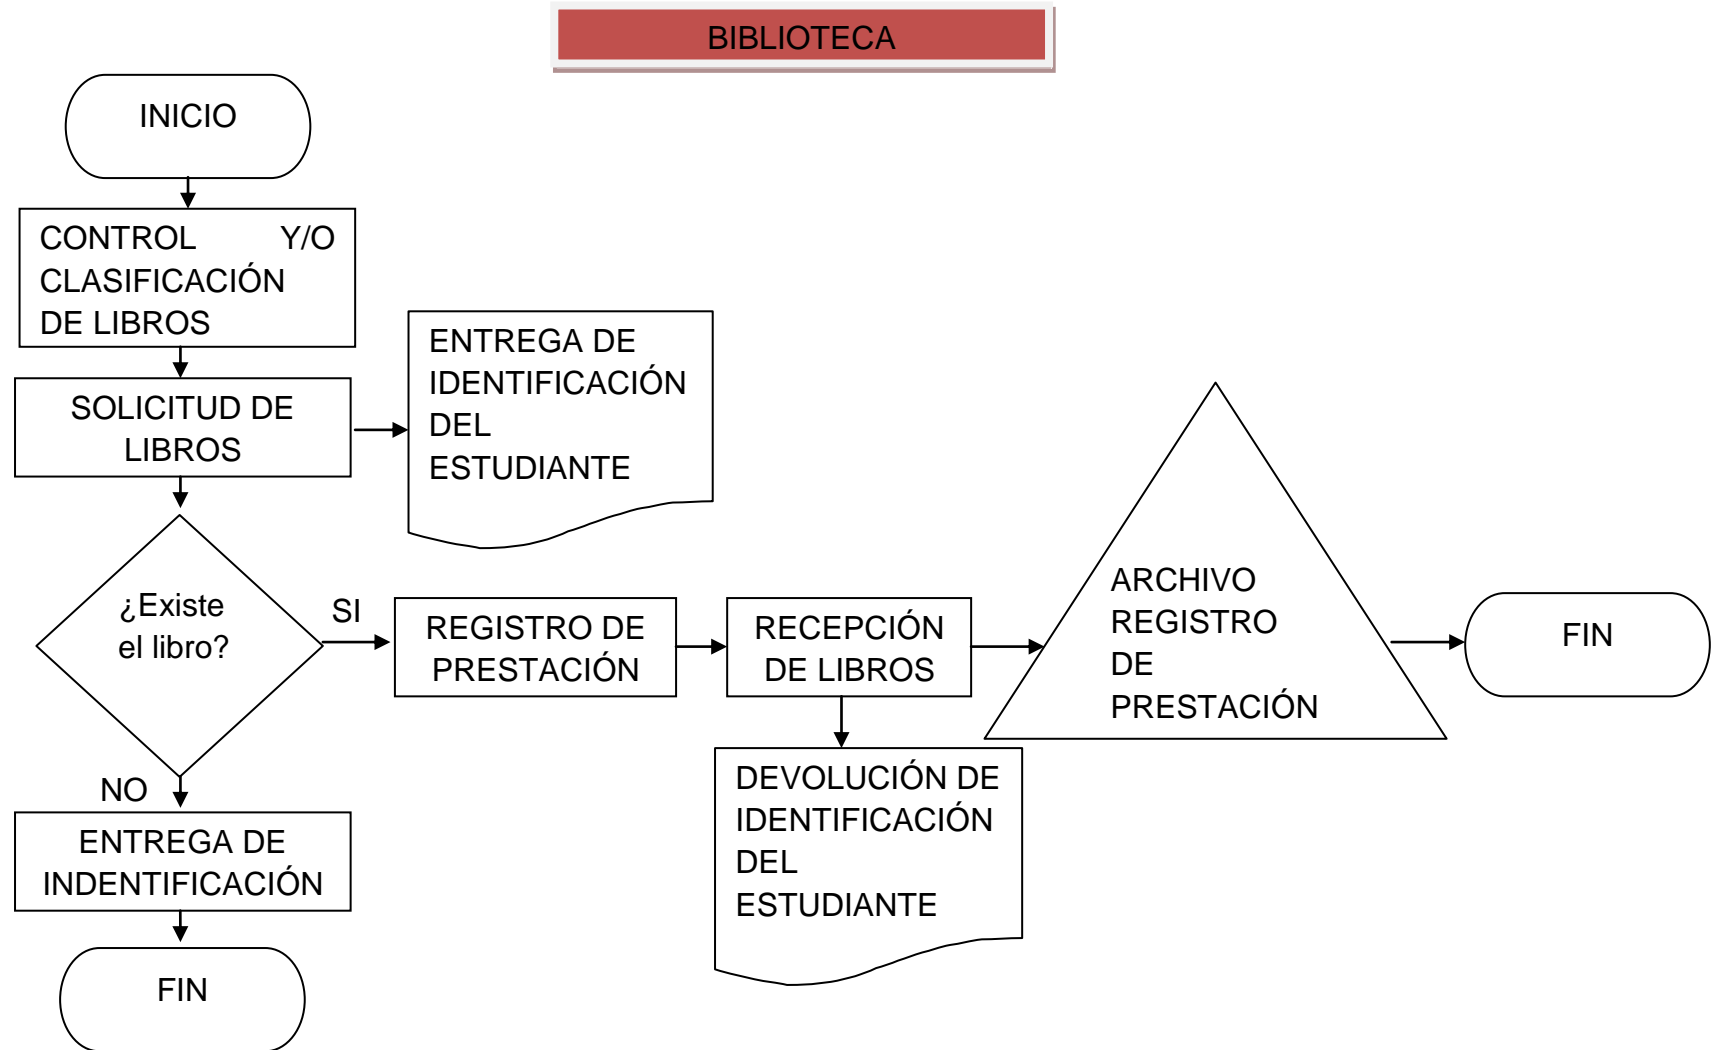 BIBLIOTECA
INICIO
CONTROL Y/O
CLASIFICACIÓN
DE LIBROS
SOLICITUD DE
LIBROS
ENTREGA DE
IDENTIFICACIÓN
DEL
ESTUDIANTE
¿Existe
el libro?
SI
REGISTRO DE
PRESTACIÓN
RECEPCIÓN
DE LIBROS
ARCHIVO
REGISTRO
DE
PRESTACIÓN
FIN
DEVOLUCIÓN DE
IDENTIFICACIÓN
DEL
ESTUDIANTE
NO
ENTREGA DE
INDENTIFICACIÓN
FIN